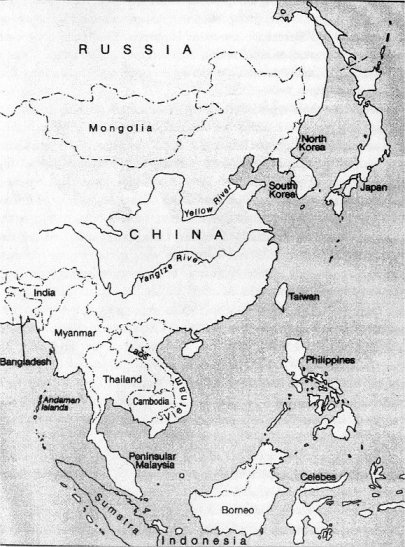 RUSSIA
Mongolia
North
Korea
South
Korea
Japan
Yellow River
CHINA
Yangtze River
India
Taiwan
Myanmar
Bangladesh
Laos
Philippines
Thailand
Andaman
Islands
Cambodia
Vietnam
Peninsular
Malaysia
Celebes
Sumatra
Borneo
Indonesia